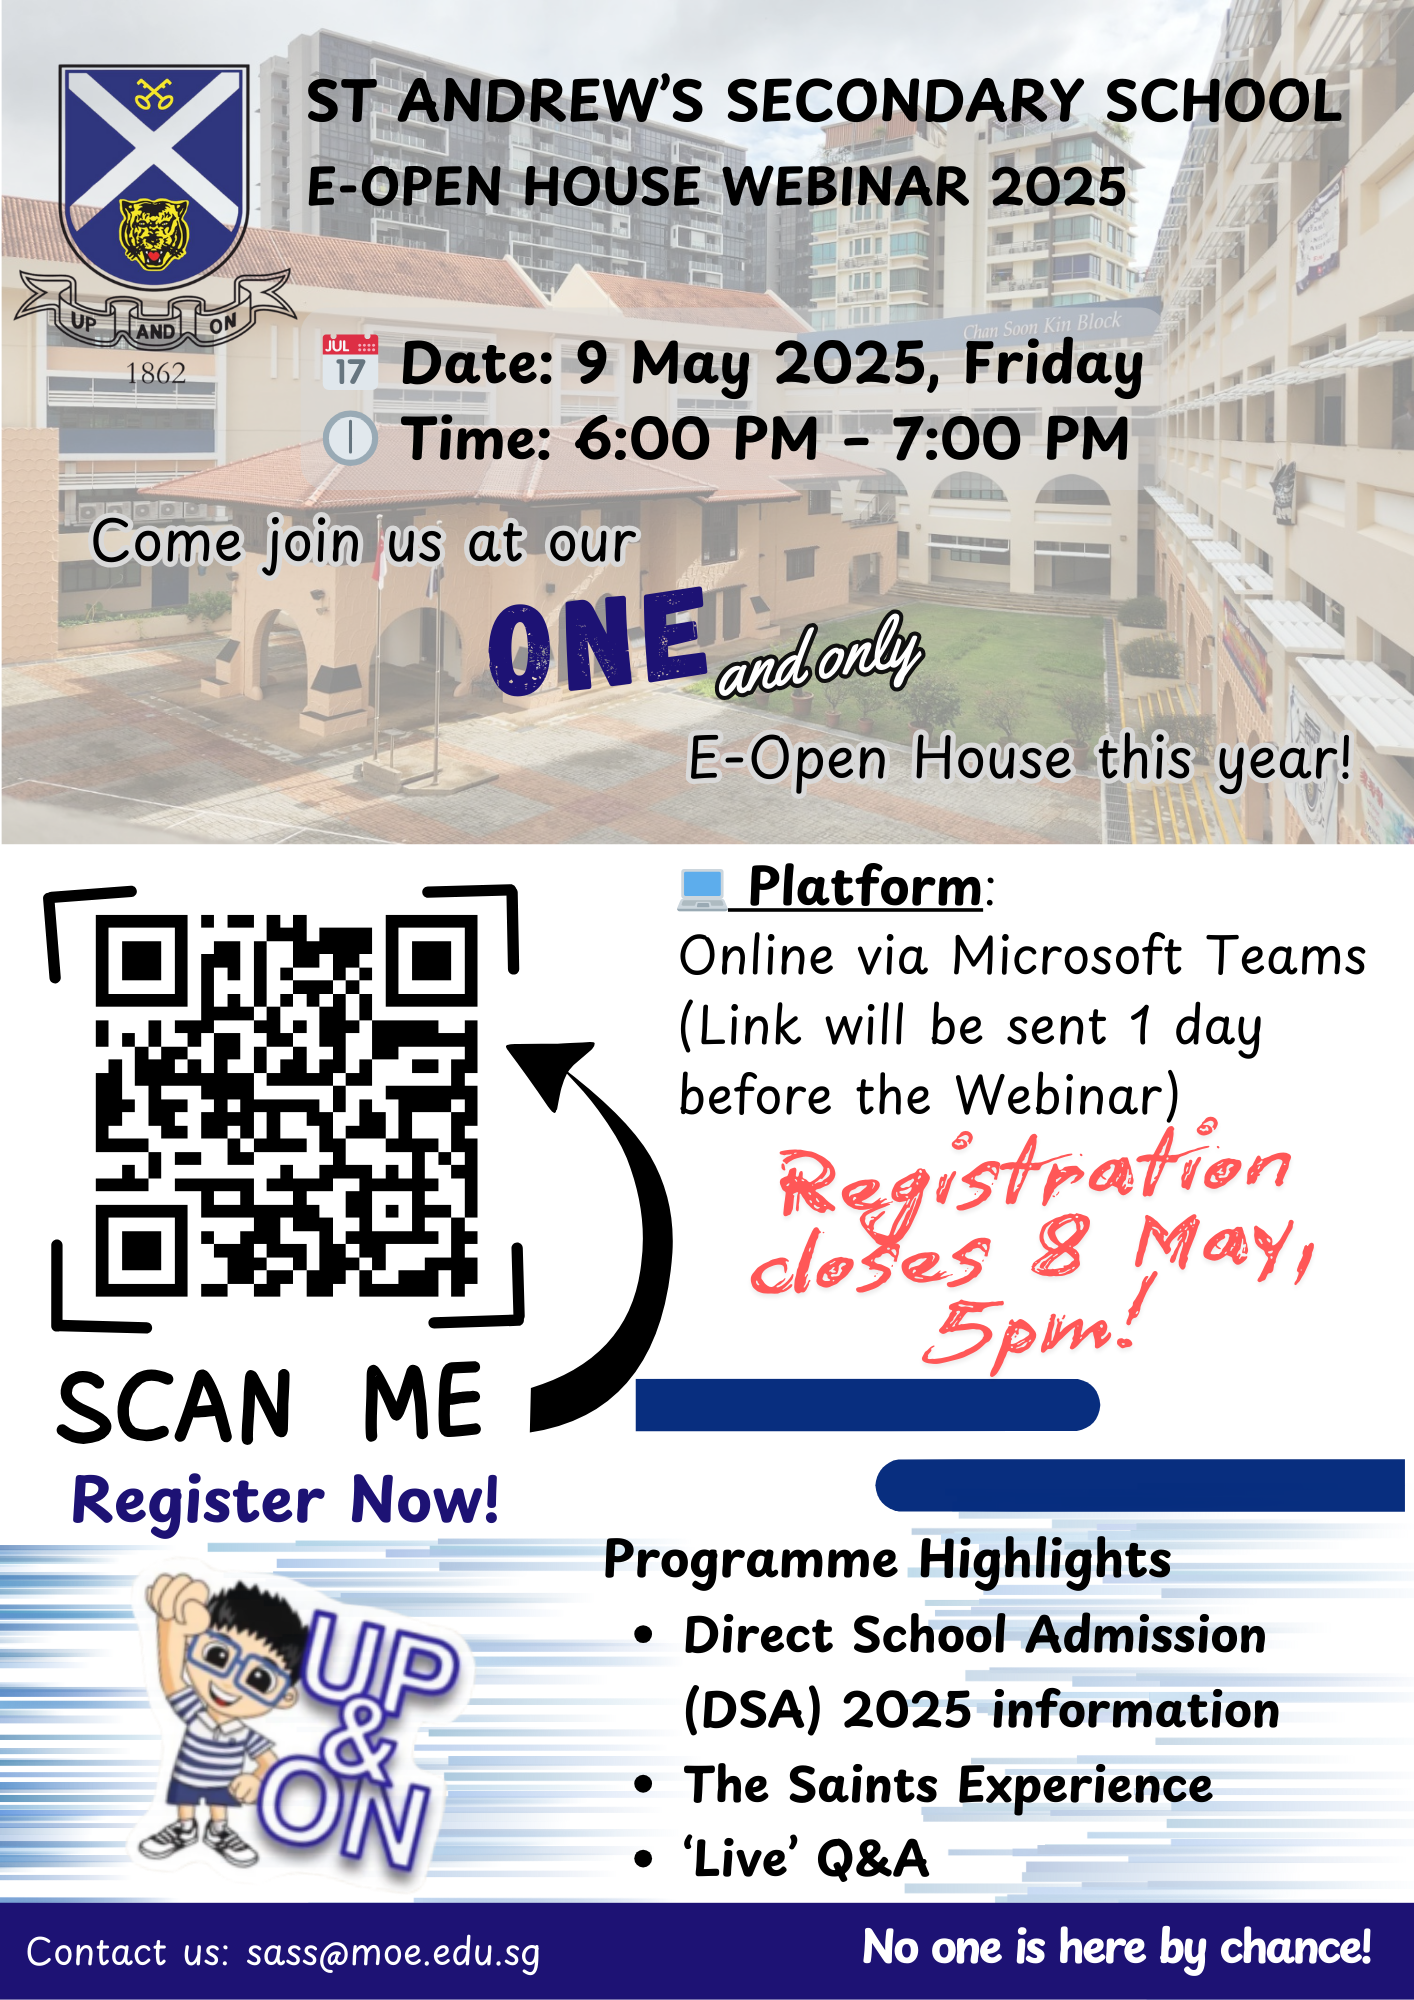 ST ANDREW'S SECONDARY SCHOOL
E-OPEN HOUSE WEBINAR 2025
UP AND ON
1862
Chan Soon Kin Block
JUL
17
Date: 9 May 2025, Friday
Time: 6:00 PM - 7:00 PM
Come join us at our
ONE and only
E-Open House this year!
Platform:
Online via Microsoft Teams
(Link will be sent 1 day
before the Webinar)
Registration
closes 8 May,
5pm!
SCAN ME
Register Now!
UP
&
ON
Programme Highlights
• Direct School Admission
(DSA) 2025 information
• The Saints Experience
• ‘Live’ Q&A
Contact us: sass@moe.edu.sg
No one is here by chance!